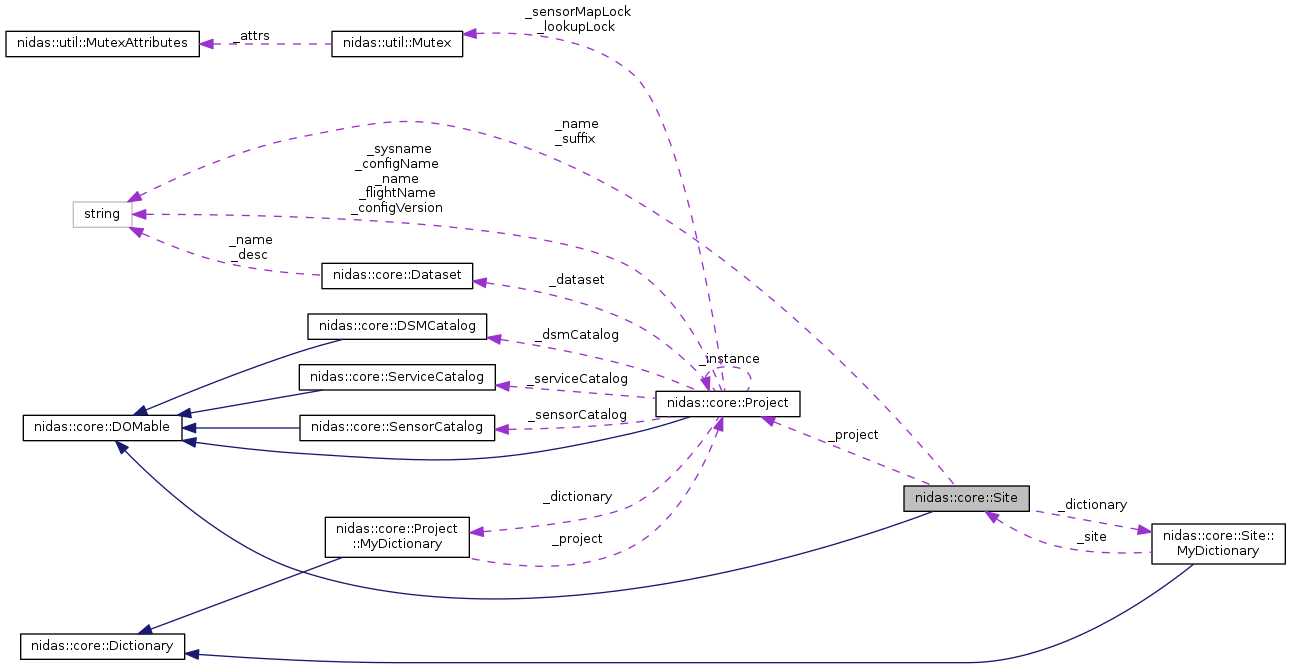 _sensorMapLock
_lookupLock
nidas::util::MutexAttributes
_attrs
nidas::util::Mutex
_name
_suffix
_sysname
_configName
_name
_flightName
_configVersion
string
_name
_desc
nidas::core::Dataset
_dataset
nidas::core::DSMCatalog
_dsmCatalog
_instance
nidas::core::ServiceCatalog
_serviceCatalog
nidas::core::Project
nidas::core::DOMable
nidas::core::SensorCatalog
_sensorCatalog
_project
nidas::core::Site
_dictionary
_dictionary
nidas::core::Project
::MyDictionary
_project
_site
nidas::core::Site::
MyDictionary
nidas::core::Dictionary